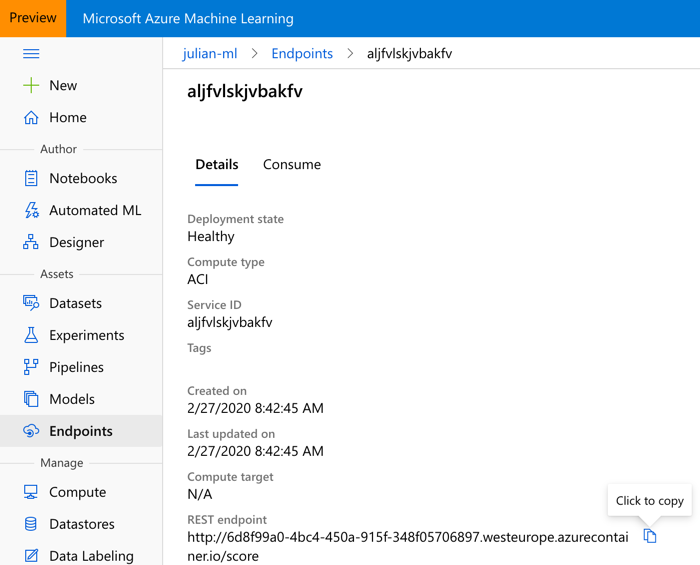 Preview
Microsoft Azure Machine Learning
julian-ml > Endpoints > aljfvlskjvbakfv
New
Home
Author
Notebooks
Automated ML
Designer
Assets
Datasets
Experiments
Pipelines
Models
Endpoints
Manage
Compute
Datastores
Data Labeling
aljfvlskjvbakfv
Details Consume
Deployment state
Healthy
Compute type
ACI
Service ID
aljfvlskjvbakfv
Tags
Created on
2/27/2020 8:42:45 AM
Last updated on
2/27/2020 8:42:45 AM
Compute target
N/A
Click to copy
REST endpoint
http://6d8f99a0-4bc4-450a-915f-348f05706897.westeurope.azurecontai
ner.io/score